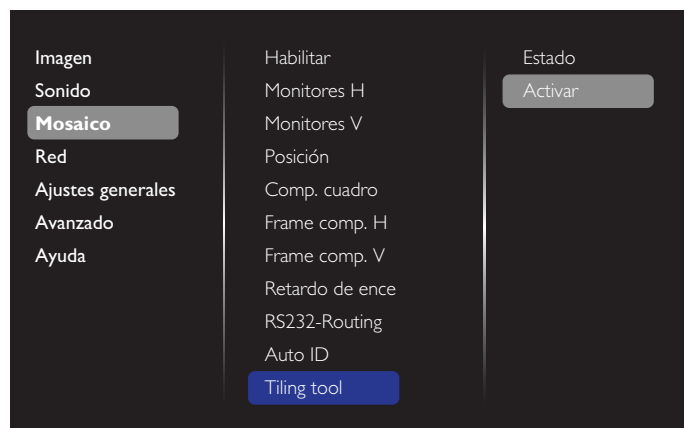 Imagen
Sonido
Mosaico
Red
Ajustes generales
Avanzado
Ayuda
Habilitar
Monitores H
Monitores V
Posición
Comp. cuadro
Frame comp. H
Frame comp. V
Retardo de ence
RS232-Routing
Auto ID
Tiling tool
Estado
Activar